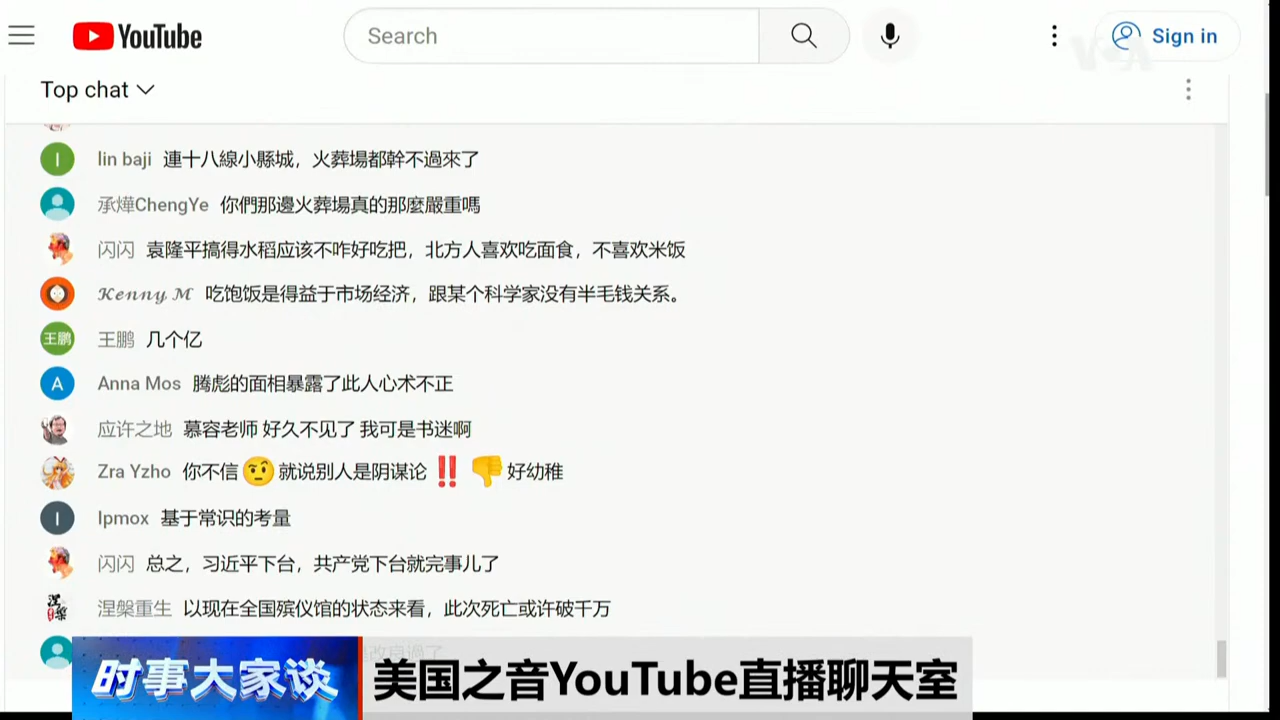 YouTube
Search
Sign in
VOA
Top chat
lin baji 連十八線小縣城，火葬場都幹不過來了
承燁ChengYe 你們那邊火葬場真的那麼嚴重嗎
闪闪 袁隆平搞得水稻应该不咋好吃把，北方人喜欢吃面食，不喜欢米饭
𝓚𝓮𝓷𝓷𝔂 𝓜 吃饱饭是得益于市场经济，跟某个科学家没有半毛钱关系。
王鹏 王鹏 几个亿
A Anna Mos 腾彪的面相暴露了此人心术不正
应许之地 慕容老师 好久不见了 我可是书迷啊
Zra Yzho 你不信🤨就说别人是阴谋论‼️👎好幼稚
I Ipmox 基于常识的考量
闪闪 总之，习近平下台，共产党下台就完事儿了
涅槃 涅槃重生 以现在全国殡仪馆的状态来看，此次死亡或许破千万
改良過了
时事大家谈 美国之音YouTube直播聊天室